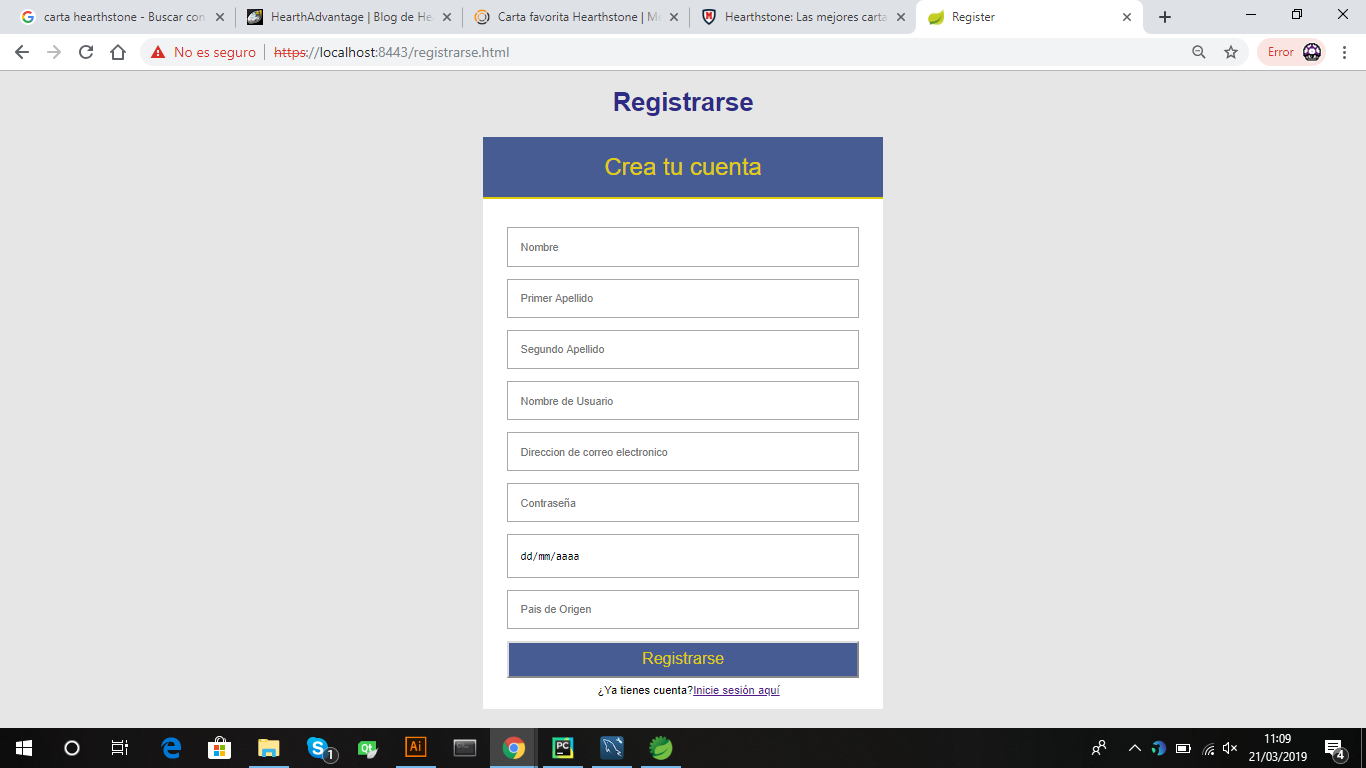 carta hearthstone - Buscar con
HearthAdvantage | Blog de He
Carta favorita Hearthstone | Me
Hearthstone: Las mejores carta
Register
No es seguro
https://localhost:8443/registrarse.html
Error
Registrarse
Crea tu cuenta
Nombre
Primer Apellido
Segundo Apellido
Nombre de Usuario
Direccion de correo electronico
Contraseña
dd/mm/aaaa
Pais de Origen
Registrarse
¿Ya tienes cuenta?Inicie sesión aquí
S
1
Qt
Ai
PC
11:09
21/03/2019
4